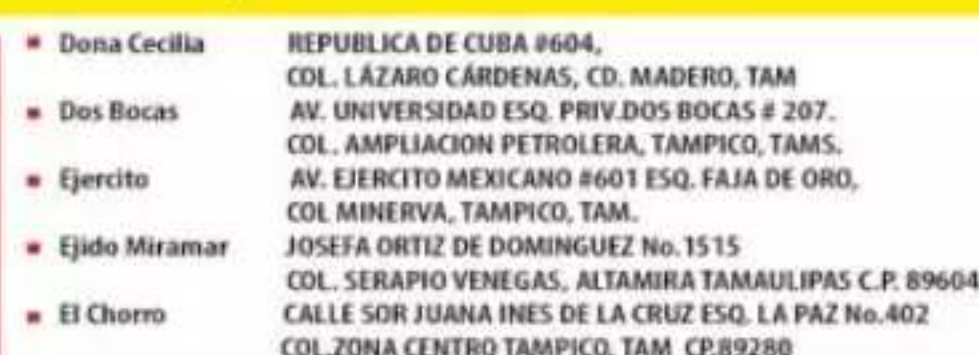 Dona Cecilia REPUBLICA DE CUBA #604,
COL. LÁZARO CÁRDENAS, CD. MADERO, TAM
Dos Bocas AV. UNIVERSIDAD ESQ. PRIV.DOS BOCAS # 207.
COL. AMPLIACION PETROLERA, TAMPICO, TAMS.
Ejercito AV. EJERCITO MEXICANO #601 ESQ. FAJA DE ORO,
COL MINERVA, TAMPICO, TAM.
Ejido Miramar JOSEFA ORTIZ DE DOMINGUEZ No.1515
COL. SERAPIO VENEGAS, ALTAMIRA TAMAULIPAS C.P. 89604
El Chorro CALLE SOR JUANA INES DE LA CRUZ ESQ. LA PAZ No.402
COL.ZONA CENTRO TAMPICO, TAM CP.89280